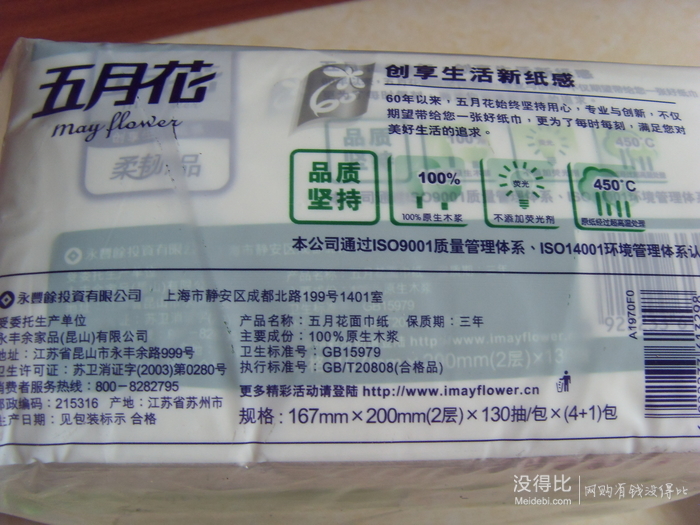 五月花
May flower
柔韧 品
创享生活新纸感
60年以来，五月花始终坚持用心，专业与创新，不仅
期望带给您一张好纸巾，更为了每时每刻，满足您对
美好生活的追求。
品质
坚持
100%
100%原生木浆
荧光
不添加荧光剂
450°C
原纸经过超高温处理
本公司通过ISO9001质量管理体系、ISO14001环境管理体系认
永豐餘投資有限公司 上海市静安区成都北路199号1401室
受委托生产单位
永丰余家品(昆山)有限公司
地址：江苏省昆山市永丰余路999号
卫生许可证：苏卫消证字(2003)第0280号
消费者服务热线：800-8282795
邮政编码：215316 产地：江苏省苏州市
生产日期：见包装标示 合格
产品名称：五月花面巾纸 保质期：三年
主要成份：100%原生木浆
卫生标准号：GB15979
执行标准号：GB/T20808(合格品)
更多精彩活动请登陆 http://www.imayflower.cn
规格：167mm×200mm(2层)×130抽/包×(4+1)包
A1970F0
没得比
Meidebi.com
网购有钱没得比